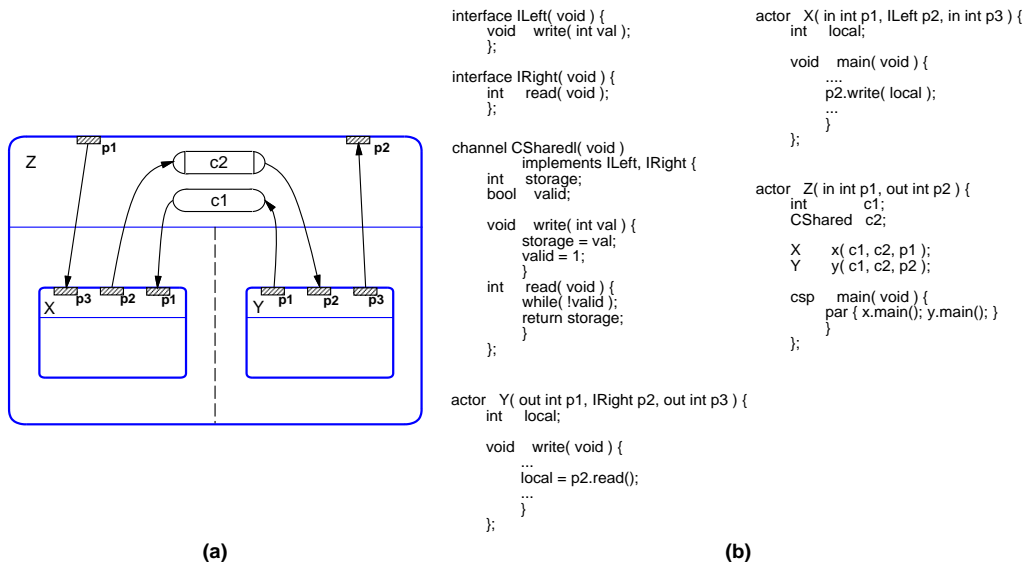 Z
p1
p2
c2
c1
p3
p2
p1
X
p1
p2
p3
Y
(a)
interface ILeft( void ) {
void write( int val );
};
interface IRight( void ) {
int read( void );
};
channel CSharedI( void )
implements ILeft, IRight {
int storage;
bool valid;
void write( int val ) {
storage = val;
valid = 1;
}
int read( void ) {
while( !valid );
return storage;
}
};
actor Y( out int p1, IRight p2, out int p3 ) {
int local;
void write( void ) {
...
local = p2.read();
...
}
};
actor X( in int p1, ILeft p2, in int p3 ) {
int local;
void main( void ) {
....
p2.write( local );
...
}
};
actor Z( in int p1, out int p2 ) {
int c1;
CShared c2;
X x( c1, c2, p1 );
Y y( c1, c2, p2 );
csp main( void ) {
par { x.main(); y.main(); }
}
};
(b)